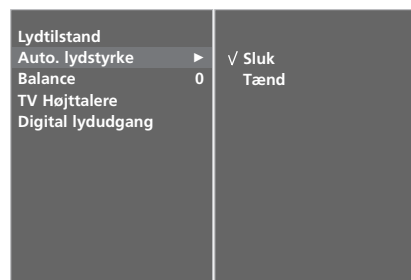 Lydtilstand
Auto. lydstyrke ►
Balance 0
TV Højttalere
Digital lydudgang
√ Sluk
Tænd